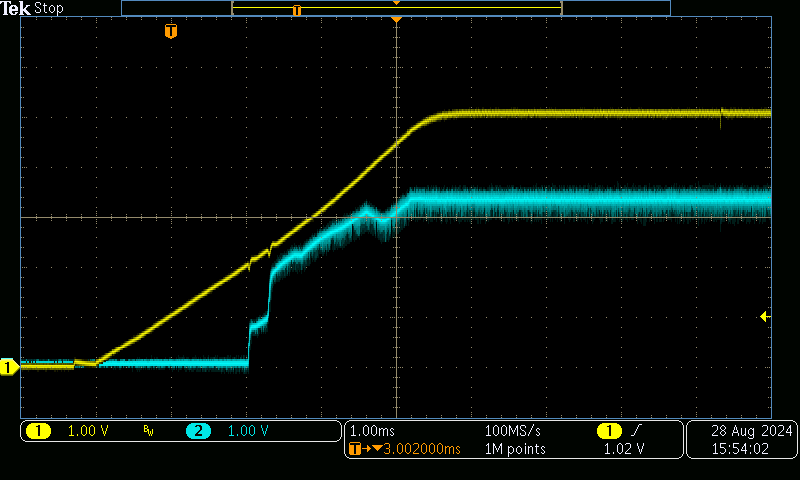 Tek Stop
T
T
1
1 1.00 V BW 2 1.00 V
1.00ms 100MS/s 1
T→▼3.002000ms 1M points 1.02 V
28 Aug 2024
15:54:02